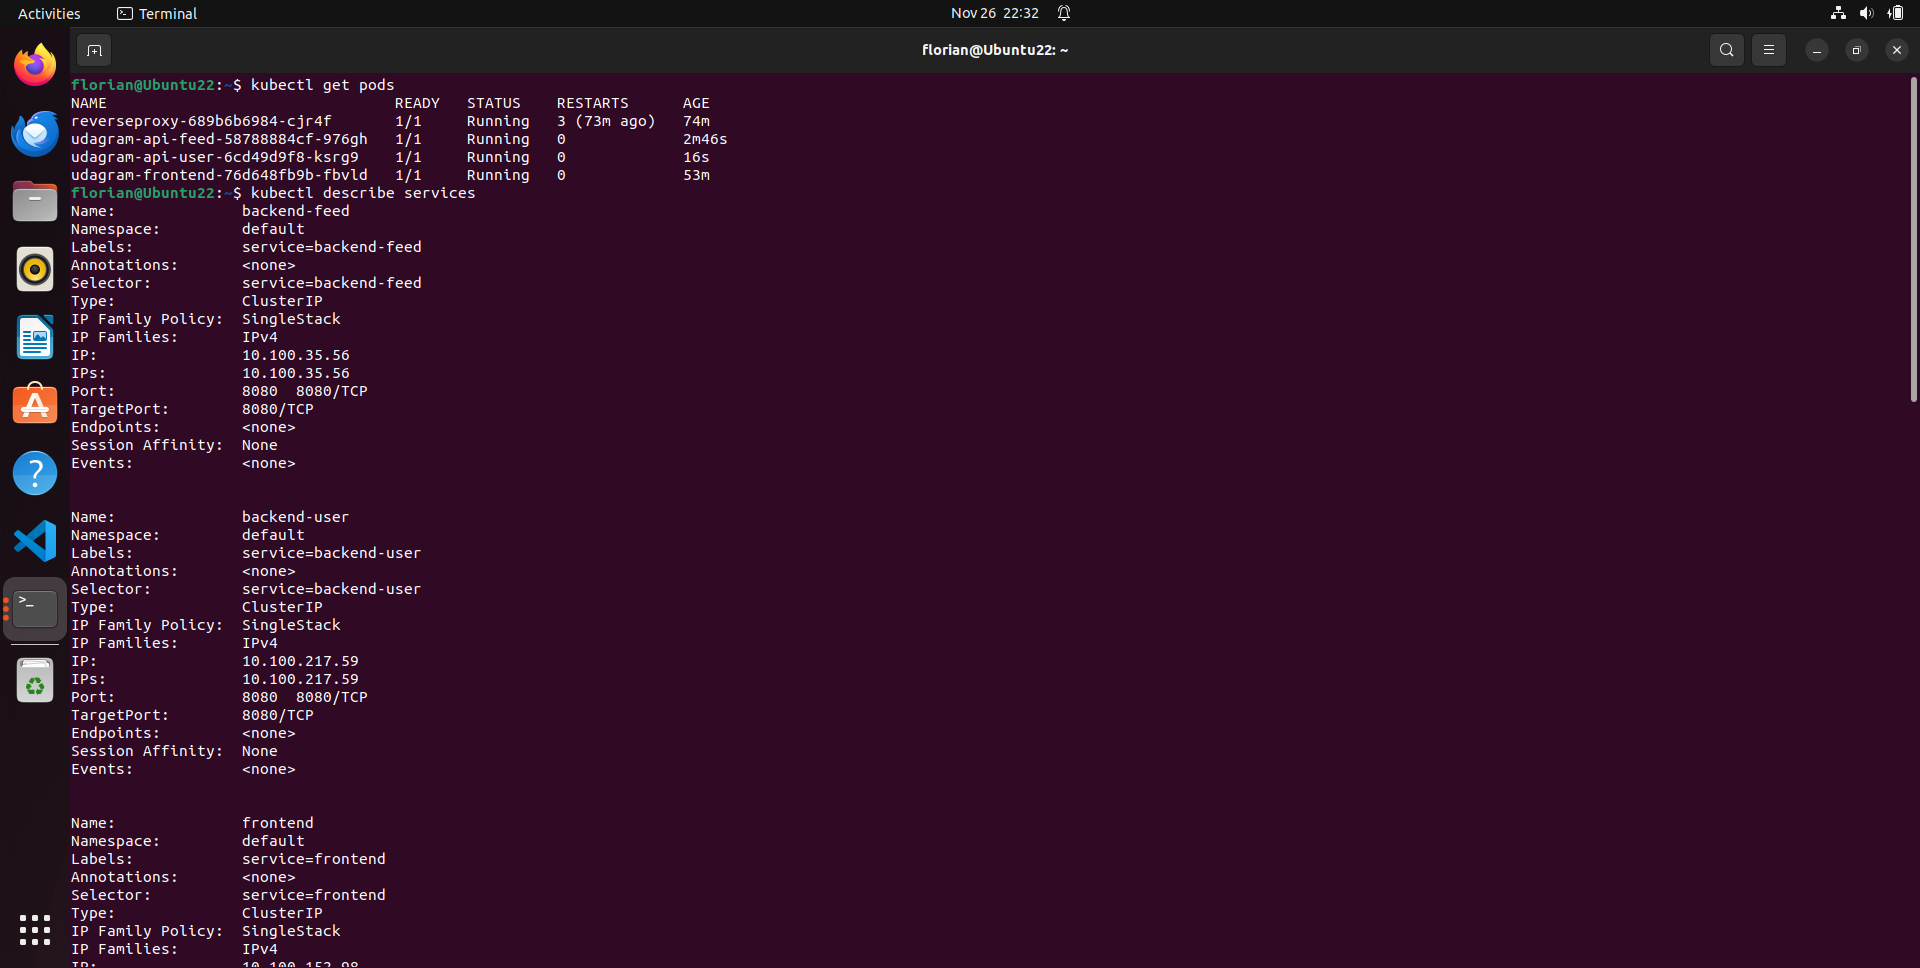 Activities Terminal Nov 26 22:32
florian@Ubuntu22: ~
florian@Ubuntu22:~$ kubectl get pods
NAME READY STATUS RESTARTS AGE
reverseproxy-689b6b6984-cjr4f 1/1 Running 3 (73m ago) 74m
udagram-api-feed-58788884cf-976gh 1/1 Running 0 2m46s
udagram-api-user-6cd49d9f8-ksrg9 1/1 Running 0 16s
udagram-frontend-76d648fb9b-fbvld 1/1 Running 0 53m
florian@Ubuntu22:~$ kubectl describe services
Name: backend-feed
Namespace: default
Labels: service=backend-feed
Annotations: <none>
Selector: service=backend-feed
Type: ClusterIP
IP Family Policy: SingleStack
IP Families: IPv4
IP: 10.100.35.56
IPs: 10.100.35.56
Port: 8080 8080/TCP
TargetPort: 8080/TCP
Endpoints: <none>
Session Affinity: None
Events: <none>
Name: backend-user
Namespace: default
Labels: service=backend-user
Annotations: <none>
Selector: service=backend-user
Type: ClusterIP
IP Family Policy: SingleStack
IP Families: IPv4
IP: 10.100.217.59
IPs: 10.100.217.59
Port: 8080 8080/TCP
TargetPort: 8080/TCP
Endpoints: <none>
Session Affinity: None
Events: <none>
Name: frontend
Namespace: default
Labels: service=frontend
Annotations: <none>
Selector: service=frontend
Type: ClusterIP
IP Family Policy: SingleStack
IP Families: IPv4
IP: 10.100.152.98